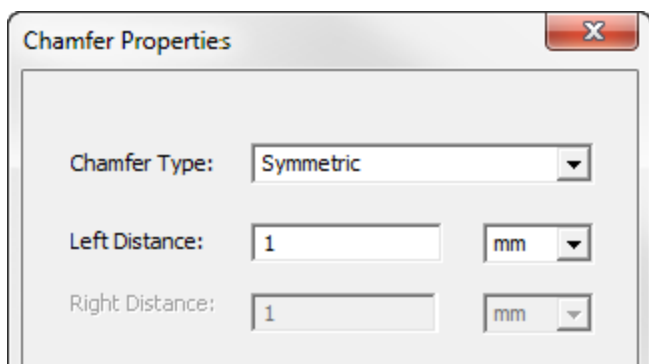 Chamfer Properties
Chamfer Type: Symmetric
Left Distance: 1 mm
Right Distance: 1 mm